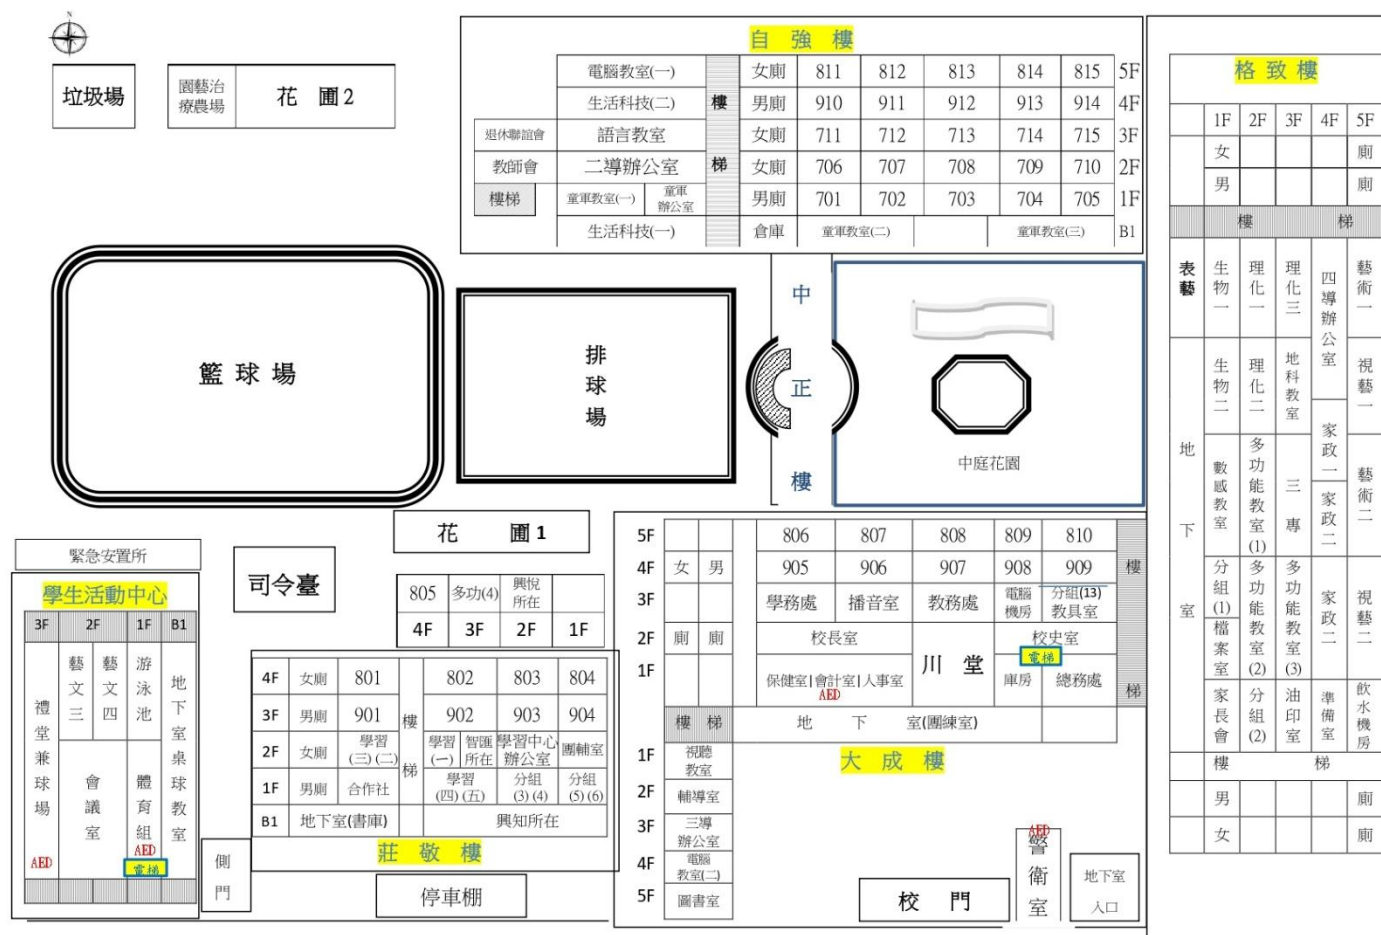 垃圾場
園藝治
療農場
花 圃2
自 強 樓
電腦教室(一) 女廁 811 812 813 814 815 5F
生活科技(二) 樓 男廁 910 911 912 913 914 4F
退休聯誼會 語言教室 女廁 711 712 713 714 715 3F
教師會 二導辦公室 梯 女廁 706 707 708 709 710 2F
樓梯 童軍教室(一) 童軍辦公室 男廁 701 702 703 704 705 1F
生活科技(一) 倉庫 童軍教室(二) 童軍教室(三) B1
格 致 樓
1F 2F 3F 4F 5F
女 廁
男 廁
樓 梯
表藝 生物一 理化一 理化三 四導辦公室 藝術一
地下室 生物二 理化二 地科教室 視藝一
數感教室 多功能教室(1) 三專 家政一 家政二 藝術二
分組(1) 檔案室 多功能教室(2) 多功能教室(3) 家政二 視藝二
家長會 分組(2) 油印室 準備室 飲水機房
樓 梯
男 廁
女 廁
籃 球 場
排球場
中正樓
中庭花園
花 圃1
司令臺
緊急安置所
學生活動中心
3F 2F 1F B1
禮堂兼球場 藝文三 藝文四 游泳池 地下室桌球教室
會議室 體育組
AED AED
電梯
側門
805 多功(4) 興悅所在
4F 3F 2F 1F
4F 女廁 801 802 803 804
3F 男廁 901 樓 902 903 904
2F 女廁 學習(三)(二) 梯 學習(一) 智匯所在 學習中心辦公室 團輔室
1F 男廁 合作社 學習(四)(五) 分組(3)(4) 分組(5)(6)
B1 地下室(書庫) 興知所在
莊 敬 樓
停車棚
5F 806 807 808 809 810
4F 女 男 905 906 907 908 909 樓
3F 學務處 播音室 教務處 電腦機房 分組(13)教具室
2F 廁 廁 校長室 川 堂 校史室
電梯
1F 保健室|會計室|人事室 庫房 總務處 梯
AED
樓 梯 地 下 室(團練室)
大 成 樓
1F 視聽教室
2F 輔導室
3F 三導辦公室
4F 電腦教室(二)
5F 圖書室
校 門
AED
警衛室
地下室
入口